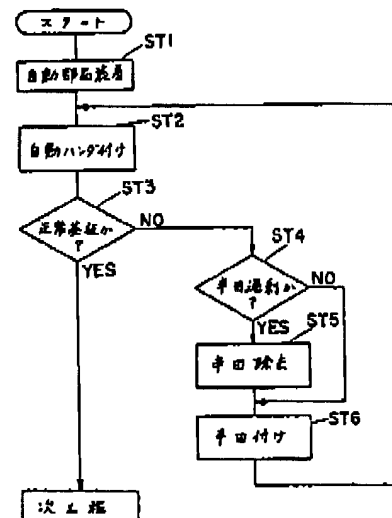 スタート
ST1
自動部品装着
ST2
自動ハンダ付け
ST3
正常基板か
?
NO
YES
ST4
半田過剰か
?
NO
YES
ST5
半田除去
ST6
半田付け
次工程